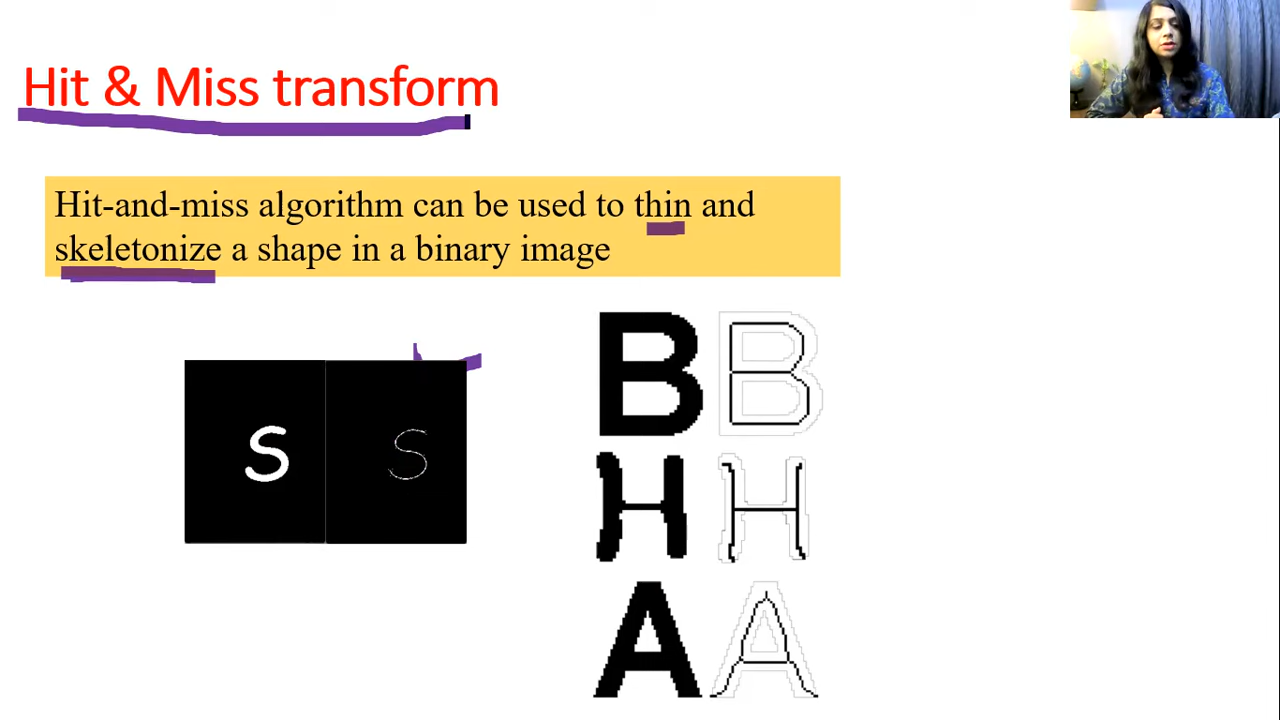 Hit & Miss transform
Hit-and-miss algorithm can be used to thin and
skeletonize a shape in a binary image
S S
B B
H H
A A